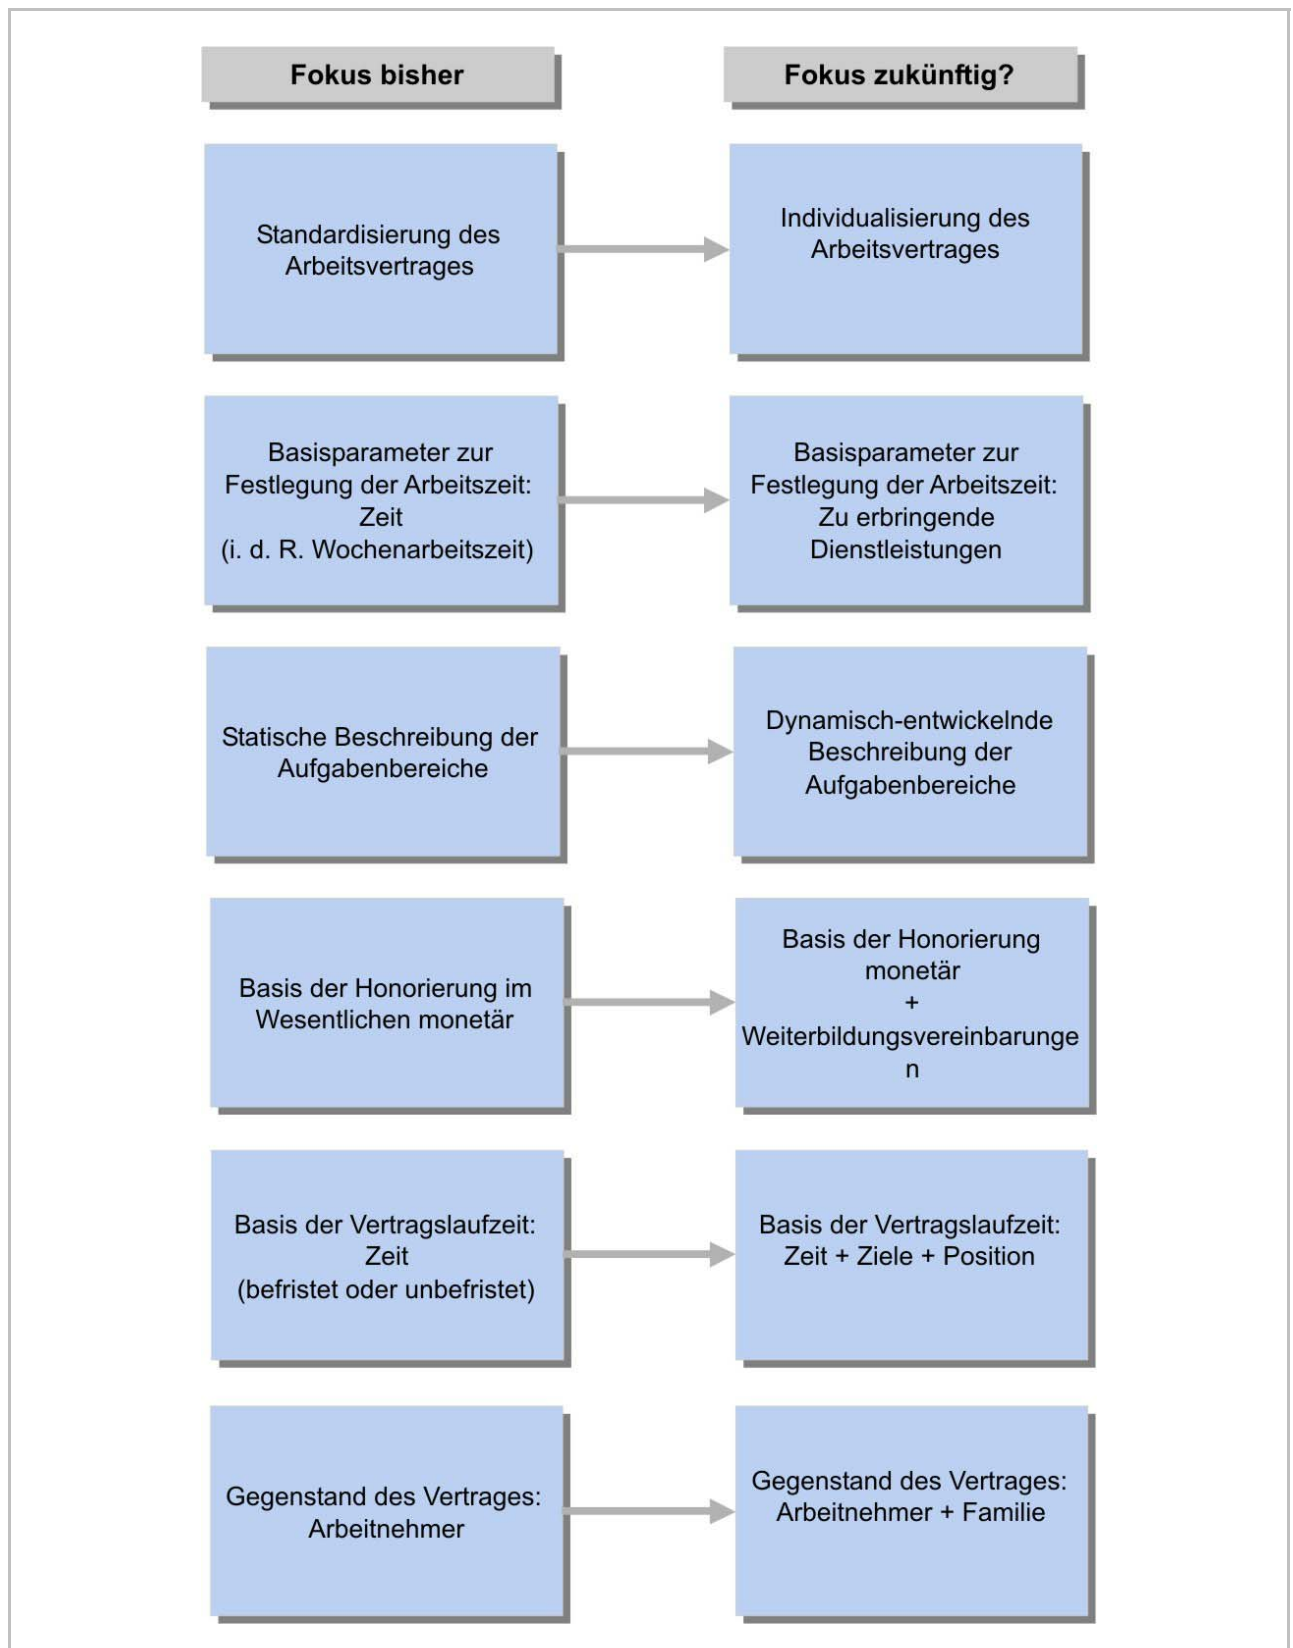 Fokus bisher
Fokus zukünftig?
Standardisierung des
Arbeitsvertrages
Individualisierung des
Arbeitsvertrages
Basisparameter zur
Festlegung der Arbeitszeit:
Zeit
(i. d. R. Wochenarbeitszeit)
Basisparameter zur
Festlegung der Arbeitszeit:
Zu erbringende
Dienstleistungen
Statische Beschreibung der
Aufgabenbereiche
Dynamisch-entwickelnde
Beschreibung der
Aufgabenbereiche
Basis der Honorierung im
Wesentlichen monetär
Basis der Honorierung
monetär
+
Weiterbildungsvereinbarunge
n
Basis der Vertragslaufzeit:
Zeit
(befristet oder unbefristet)
Basis der Vertragslaufzeit:
Zeit + Ziele + Position
Gegenstand des Vertrages:
Arbeitnehmer
Gegenstand des Vertrages:
Arbeitnehmer + Familie